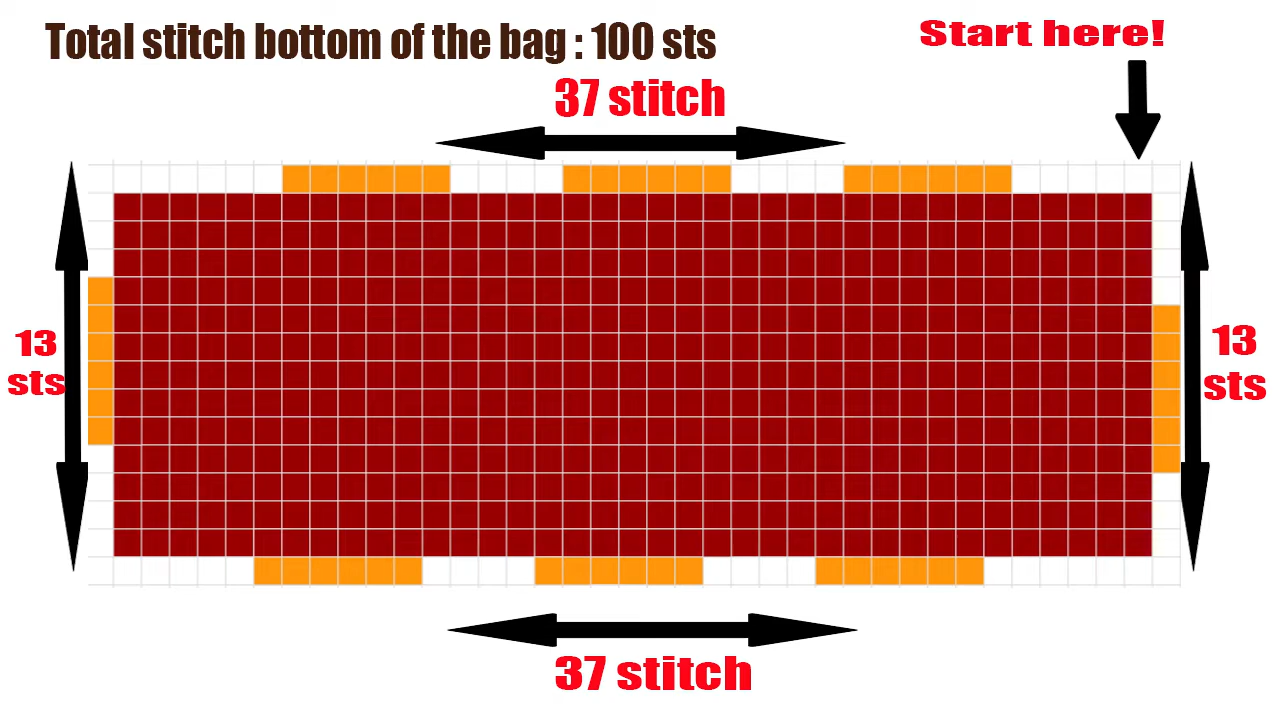 Total stitch bottom of the bag : 100 sts
Start here!
37 stitch
13
sts
13
sts
37 stitch